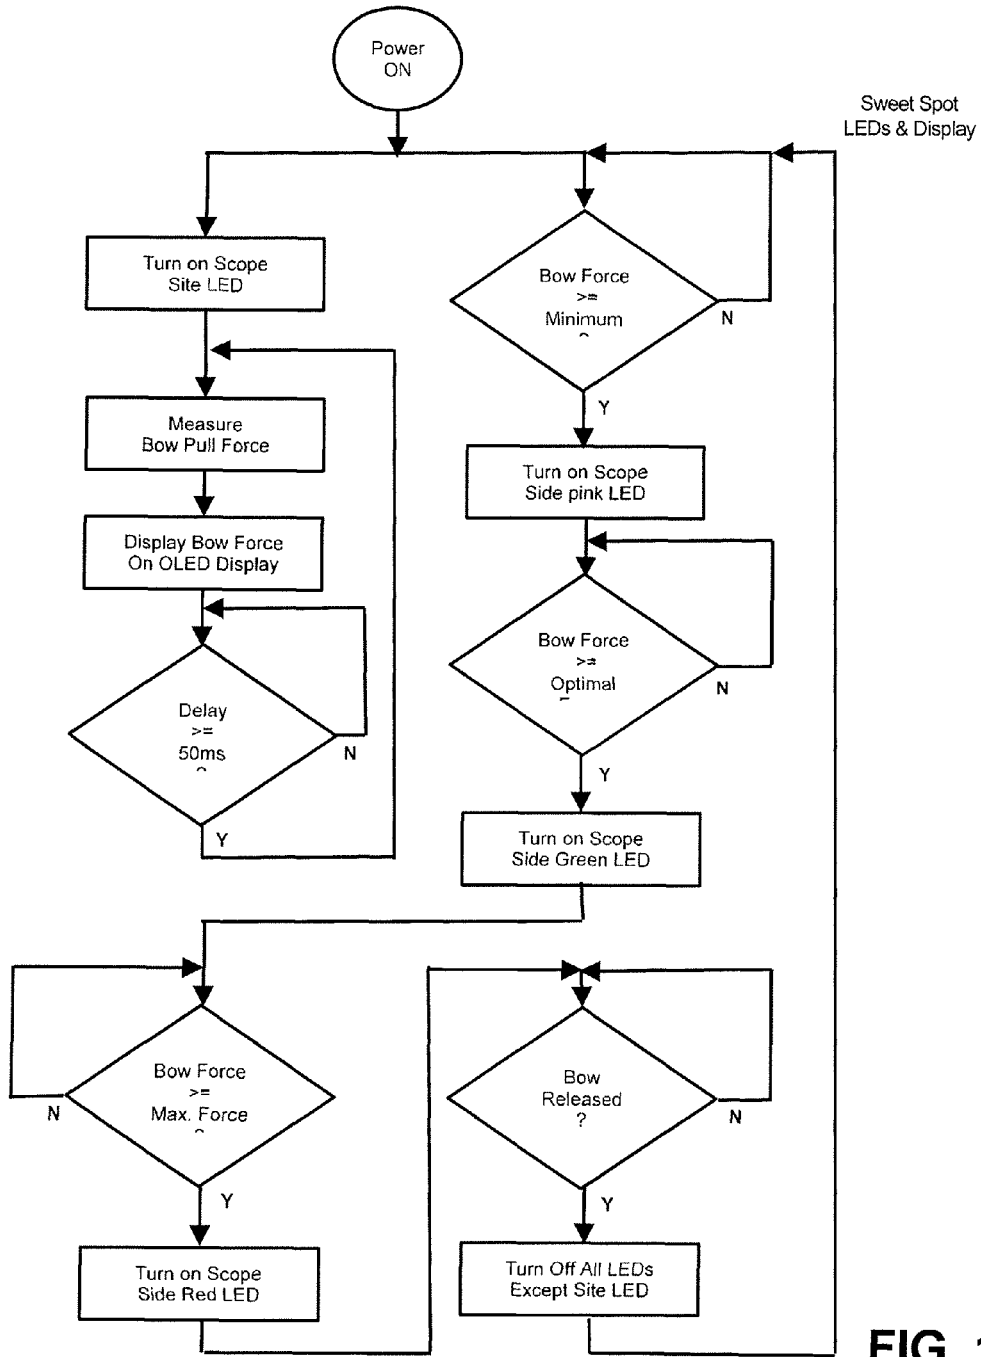 Power
ON
Sweet Spot
LEDs & Display
Turn on Scope
Site LED
Bow Force
>=
Minimum
N
Y
Measure
Bow Pull Force
Turn on Scope
Side pink LED
Display Bow Force
On OLED Display
Bow Force
>=
Optimal
N
Y
Delay
>=
50ms
N
Y
Turn on Scope
Side Green LED
Bow Force
>=
Max. Force
N
Y
Bow
Released
?
N
Y
Turn on Scope
Side Red LED
Turn Off All LEDs
Except Site LED
FIG.